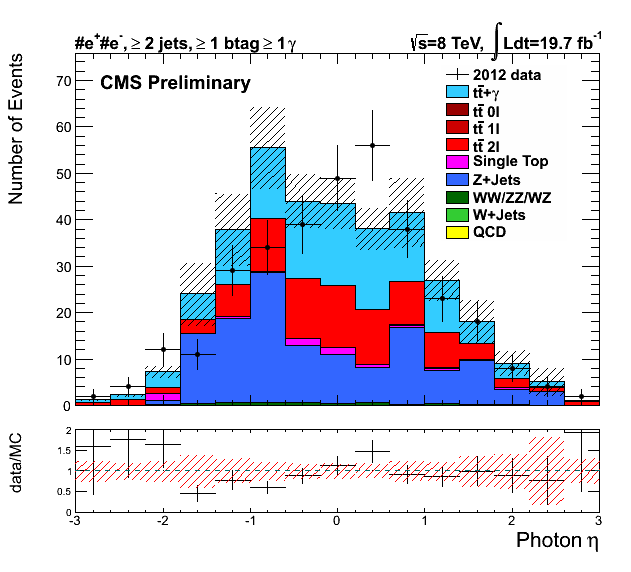 #e⁺#e⁻, ≥ 2 jets, ≥ 1 btag ≥ 1 γ
√s=8 TeV, ∫Ldt=19.7 fb⁻¹
Number of Events
70
60
50
40
30
20
10
0
CMS Preliminary
2012 data
tt̄+γ
tt̄ 0l
tt̄ 1l
tt̄ 2l
Single Top
Z+Jets
WW/ZZ/WZ
W+Jets
QCD
data/MC
2
1.5
1
0.5
0
-3 -2 -1 0 1 2 3
Photon η